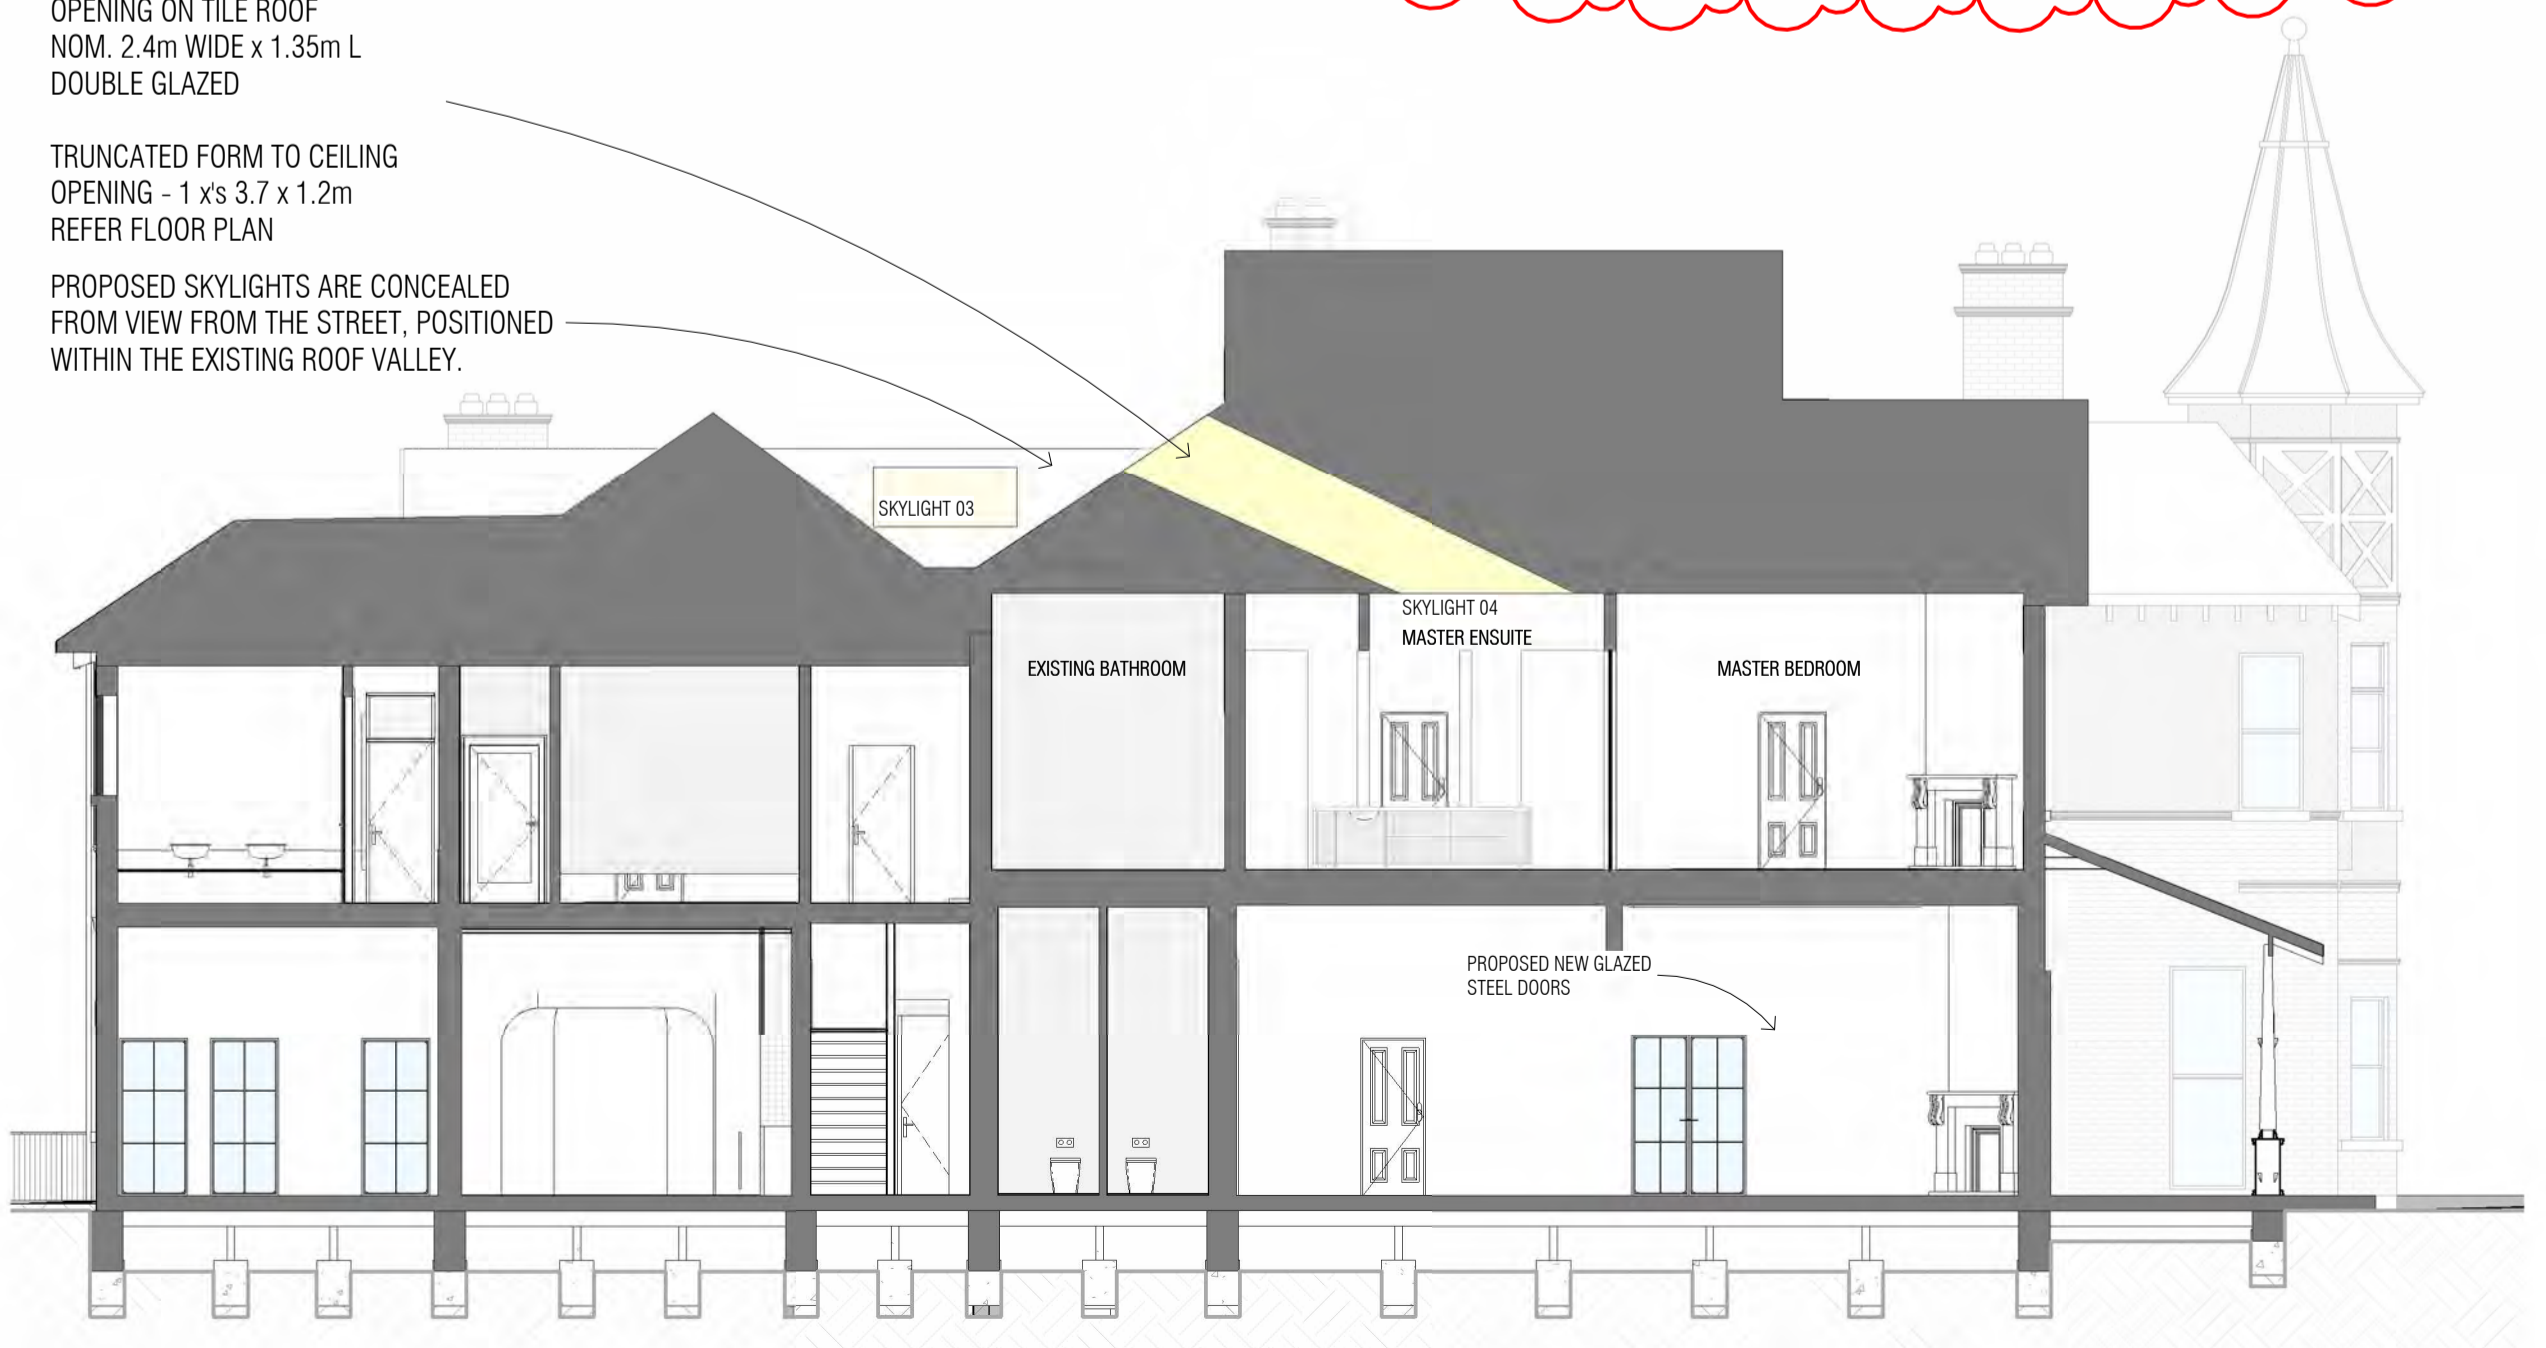 OPENING ON TILE ROOF
NOM. 2.4m WIDE x 1.35m L
DOUBLE GLAZED
TRUNCATED FORM TO CEILING
OPENING - 1 x's 3.7 x 1.2m
REFER FLOOR PLAN
PROPOSED SKYLIGHTS ARE CONCEALED
FROM VIEW FROM THE STREET, POSITIONED
WITHIN THE EXISTING ROOF VALLEY.
SKYLIGHT 03
SKYLIGHT 04
MASTER ENSUITE
EXISTING BATHROOM
MASTER BEDROOM
PROPOSED NEW GLAZED
STEEL DOORS